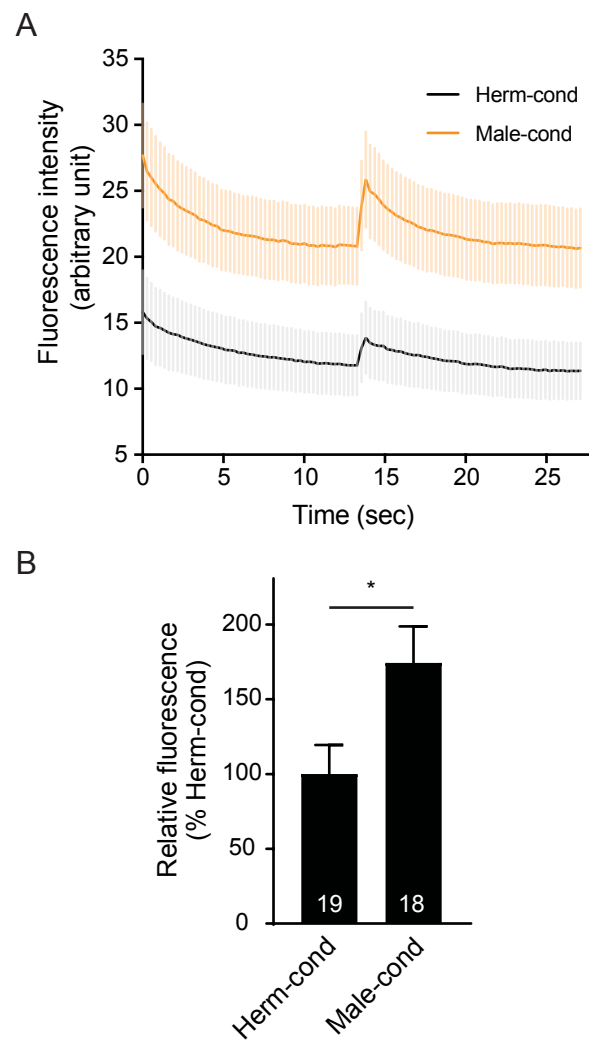 A
Fluorescence intensity
(arbitrary unit)
35
30
25
20
15
10
5
Herm-cond
Male-cond
0 5 10 15 20 25
Time (sec)
B
Relative fluorescence
(% Herm-cond)
200
150
100
50
0
*
19 18
Herm-cond Male-cond